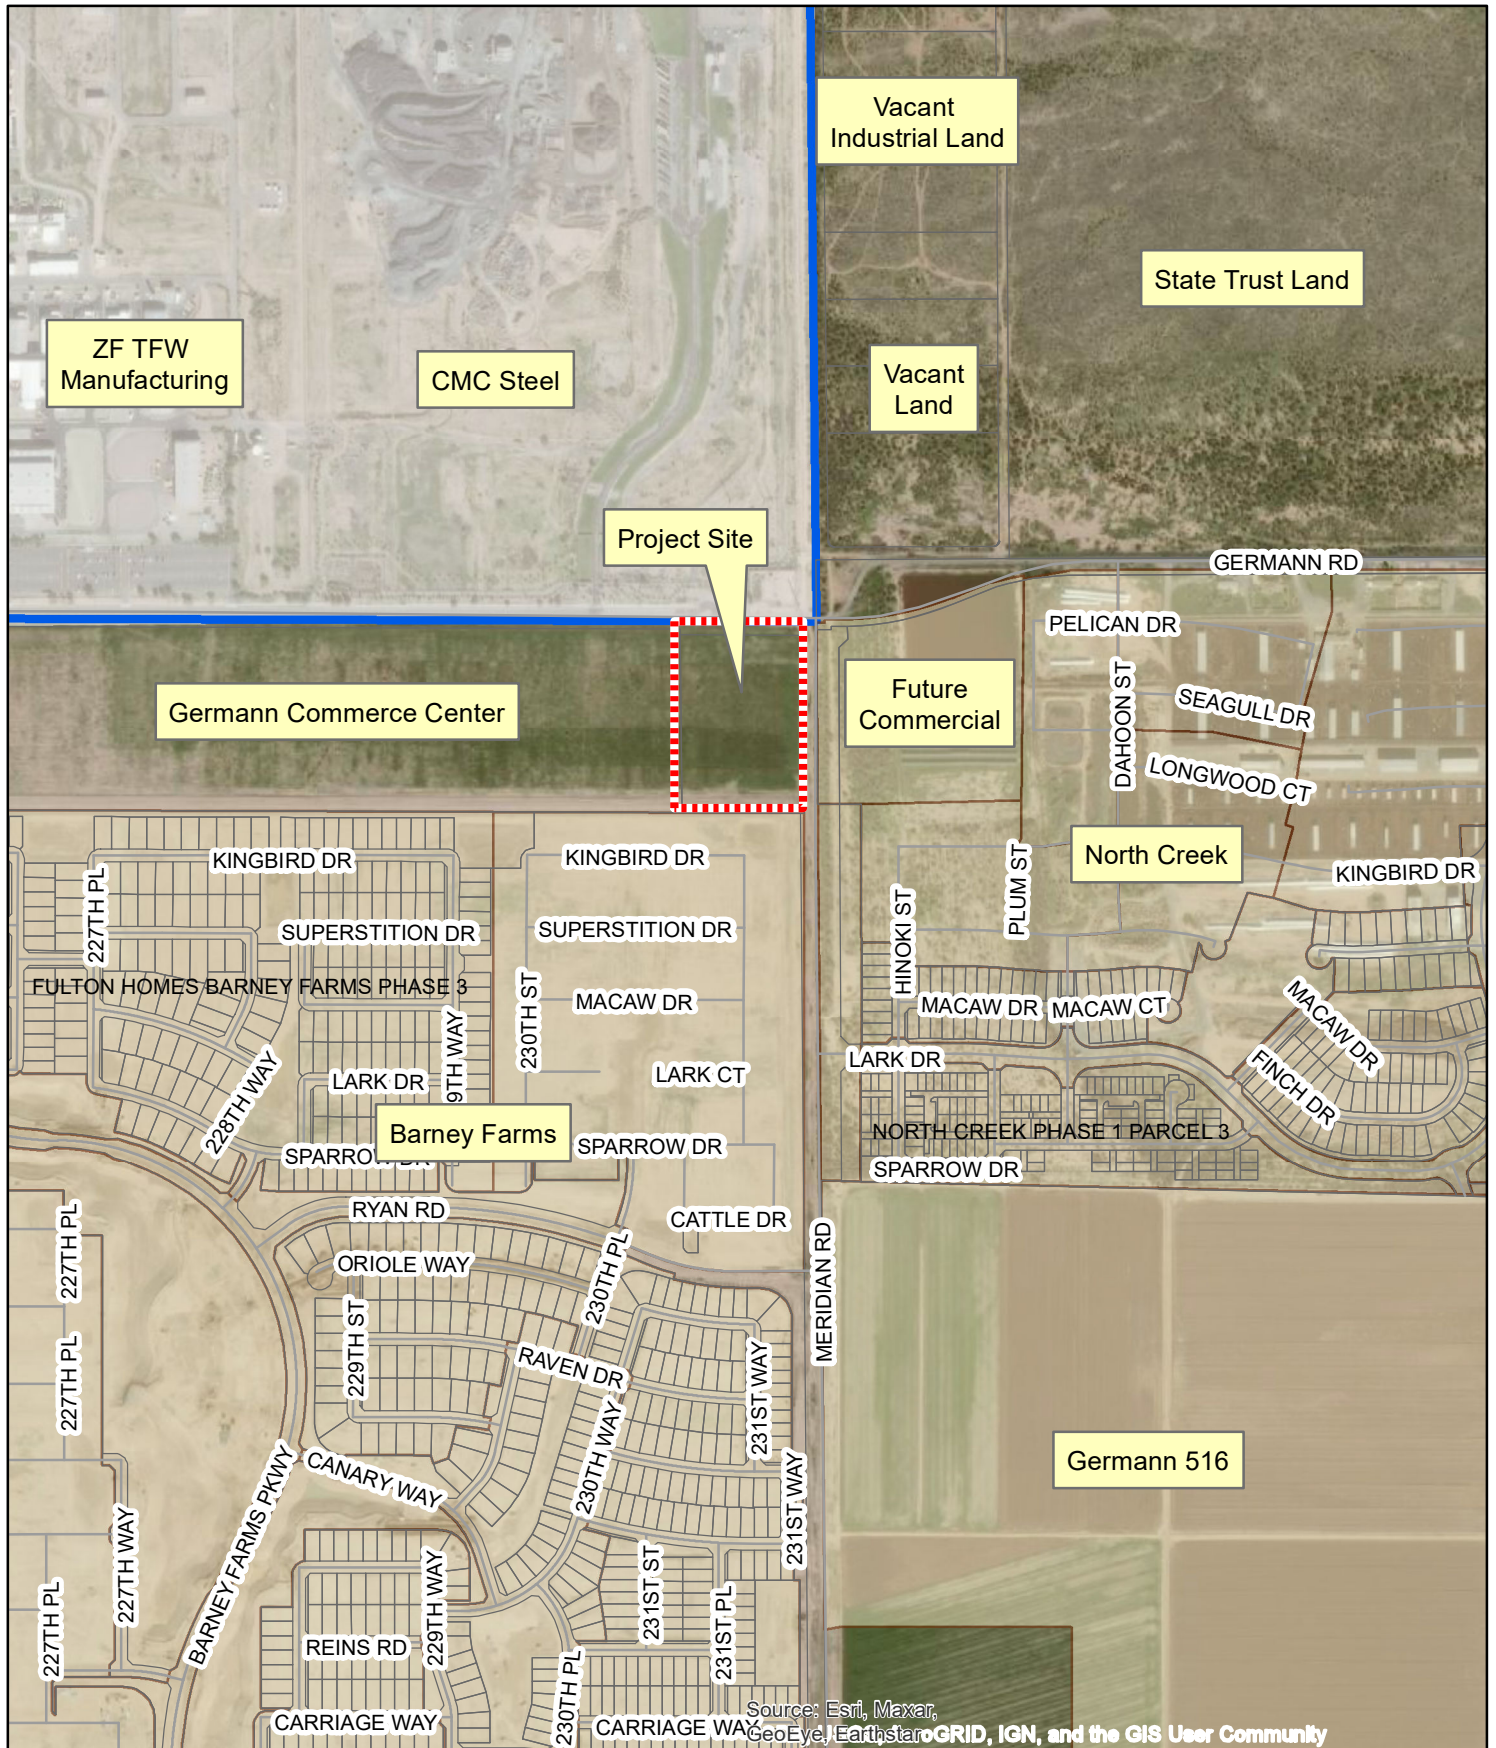 Vacant
Industrial Land
State Trust Land
ZF TFW
Manufacturing
CMC Steel
Vacant
Land
Project Site
GERMANN RD
PELICAN DR
Germann Commerce Center
Future
Commercial
DAHOON ST
SEAGULL DR
LONGWOOD CT
North Creek
KINGBIRD DR
KINGBIRD DR
KINGBIRD DR
227TH PL
SUPERSTITION DR
SUPERSTITION DR
HINOKI ST
PLUM ST
FULTON HOMES BARNEY FARMS PHASE 3
230TH ST
MACAW DR
MACAW DR
MACAW CT
MACAW DR
9TH WAY
LARK DR
LARK CT
LARK DR
FINCH DR
228TH WAY
Barney Farms
SPARROW DR
SPARROW DR
NORTH CREEK PHASE 1 PARCEL 3
SPARROW DR
RYAN RD
CATTLE DR
227TH PL
ORIOLE WAY
230TH PL
MERIDIAN RD
229TH ST
RAVEN DR
227TH PL
231ST WAY
230TH WAY
Germann 516
CANARY WAY
231ST WAY
BARNEY FARMS PKWY
227TH WAY
229TH WAY
231ST ST
231ST PL
227TH PL
REINS RD
230TH PL
CARRIAGE WAY
CARRIAGE WAY
Source: Esri, Maxar,
GeoEye, Earthstar
oGRID, IGN, and the GIS User Community